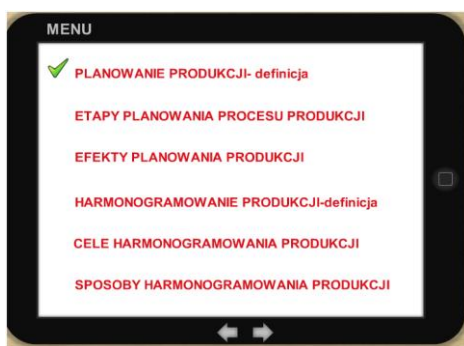 MENU
PLANOWANIE PRODUKCJI- definicja
ETAPY PLANOWANIA PROCESU PRODUKCJI
EFEKTY PLANOWANIA PRODUKCJI
HARMONOGRAMOWANIE PRODUKCJI-definicja
CELE HARMONOGRAMOWANIA PRODUKCJI
SPOSOBY HARMONOGRAMOWANIA PRODUKCJI